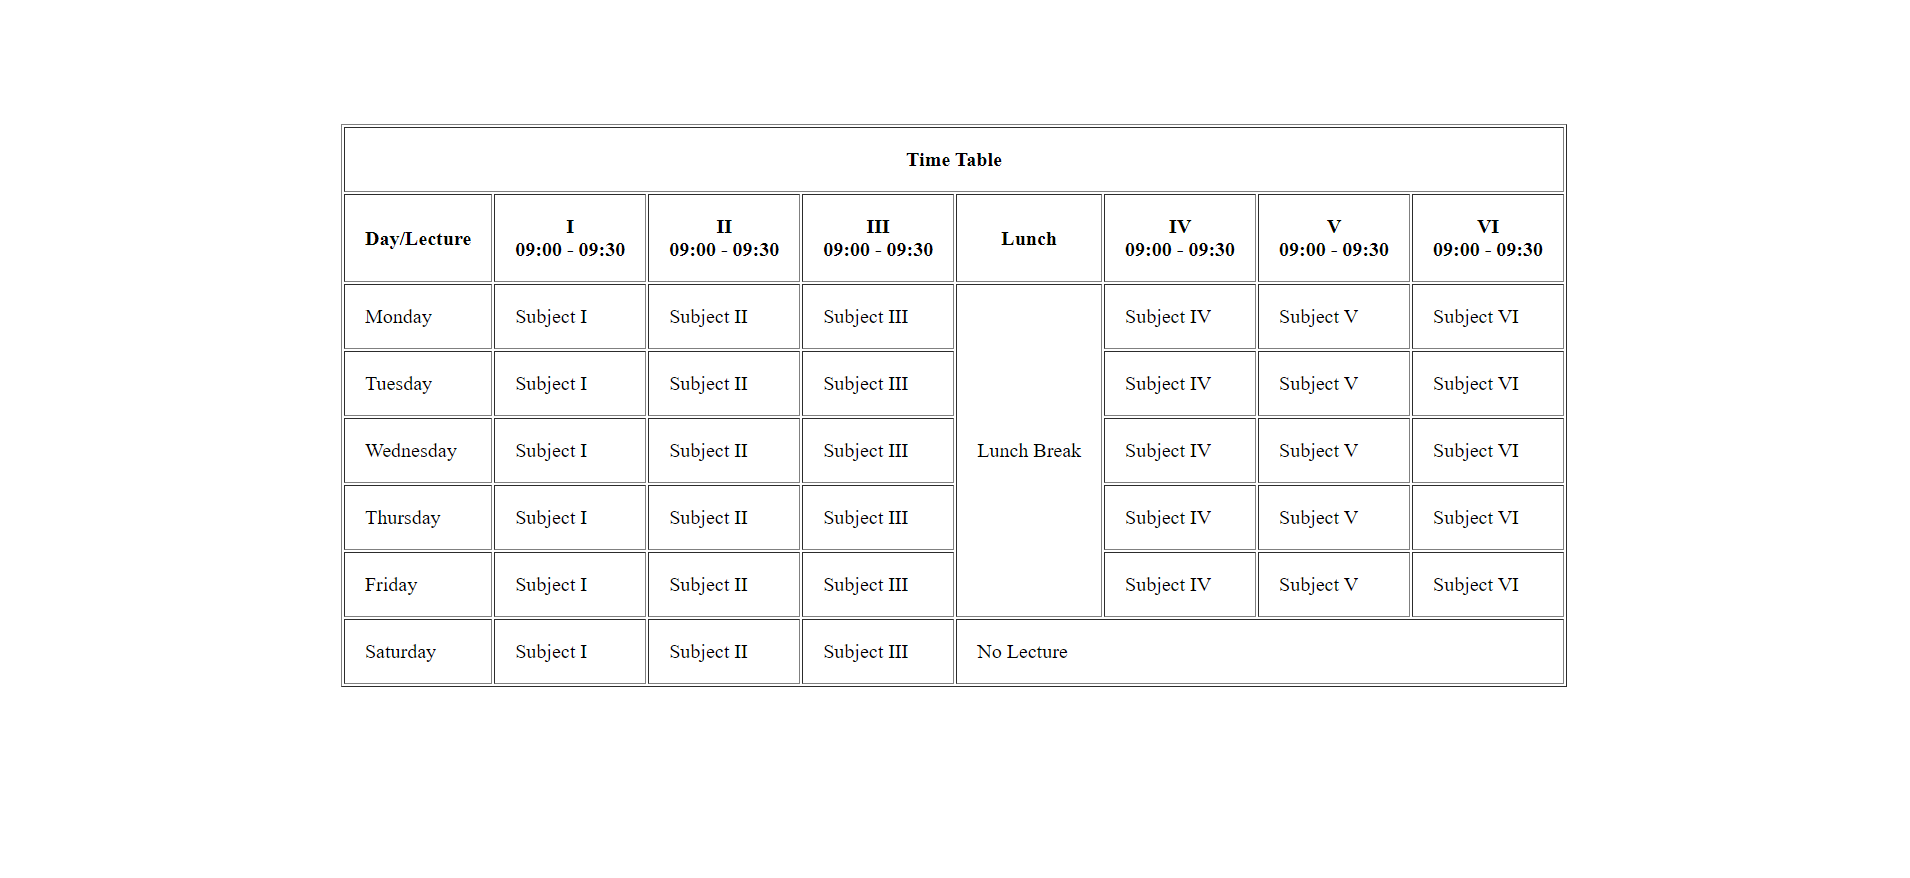 Time Table
Day/Lecture
I
09:00 - 09:30
II
09:00 - 09:30
III
09:00 - 09:30
Lunch
IV
09:00 - 09:30
V
09:00 - 09:30
VI
09:00 - 09:30
Monday Subject I Subject II Subject III Subject IV Subject V Subject VI
Tuesday Subject I Subject II Subject III Subject IV Subject V Subject VI
Wednesday Subject I Subject II Subject III Lunch Break Subject IV Subject V Subject VI
Thursday Subject I Subject II Subject III Subject IV Subject V Subject VI
Friday Subject I Subject II Subject III Subject IV Subject V Subject VI
Saturday Subject I Subject II Subject III No Lecture